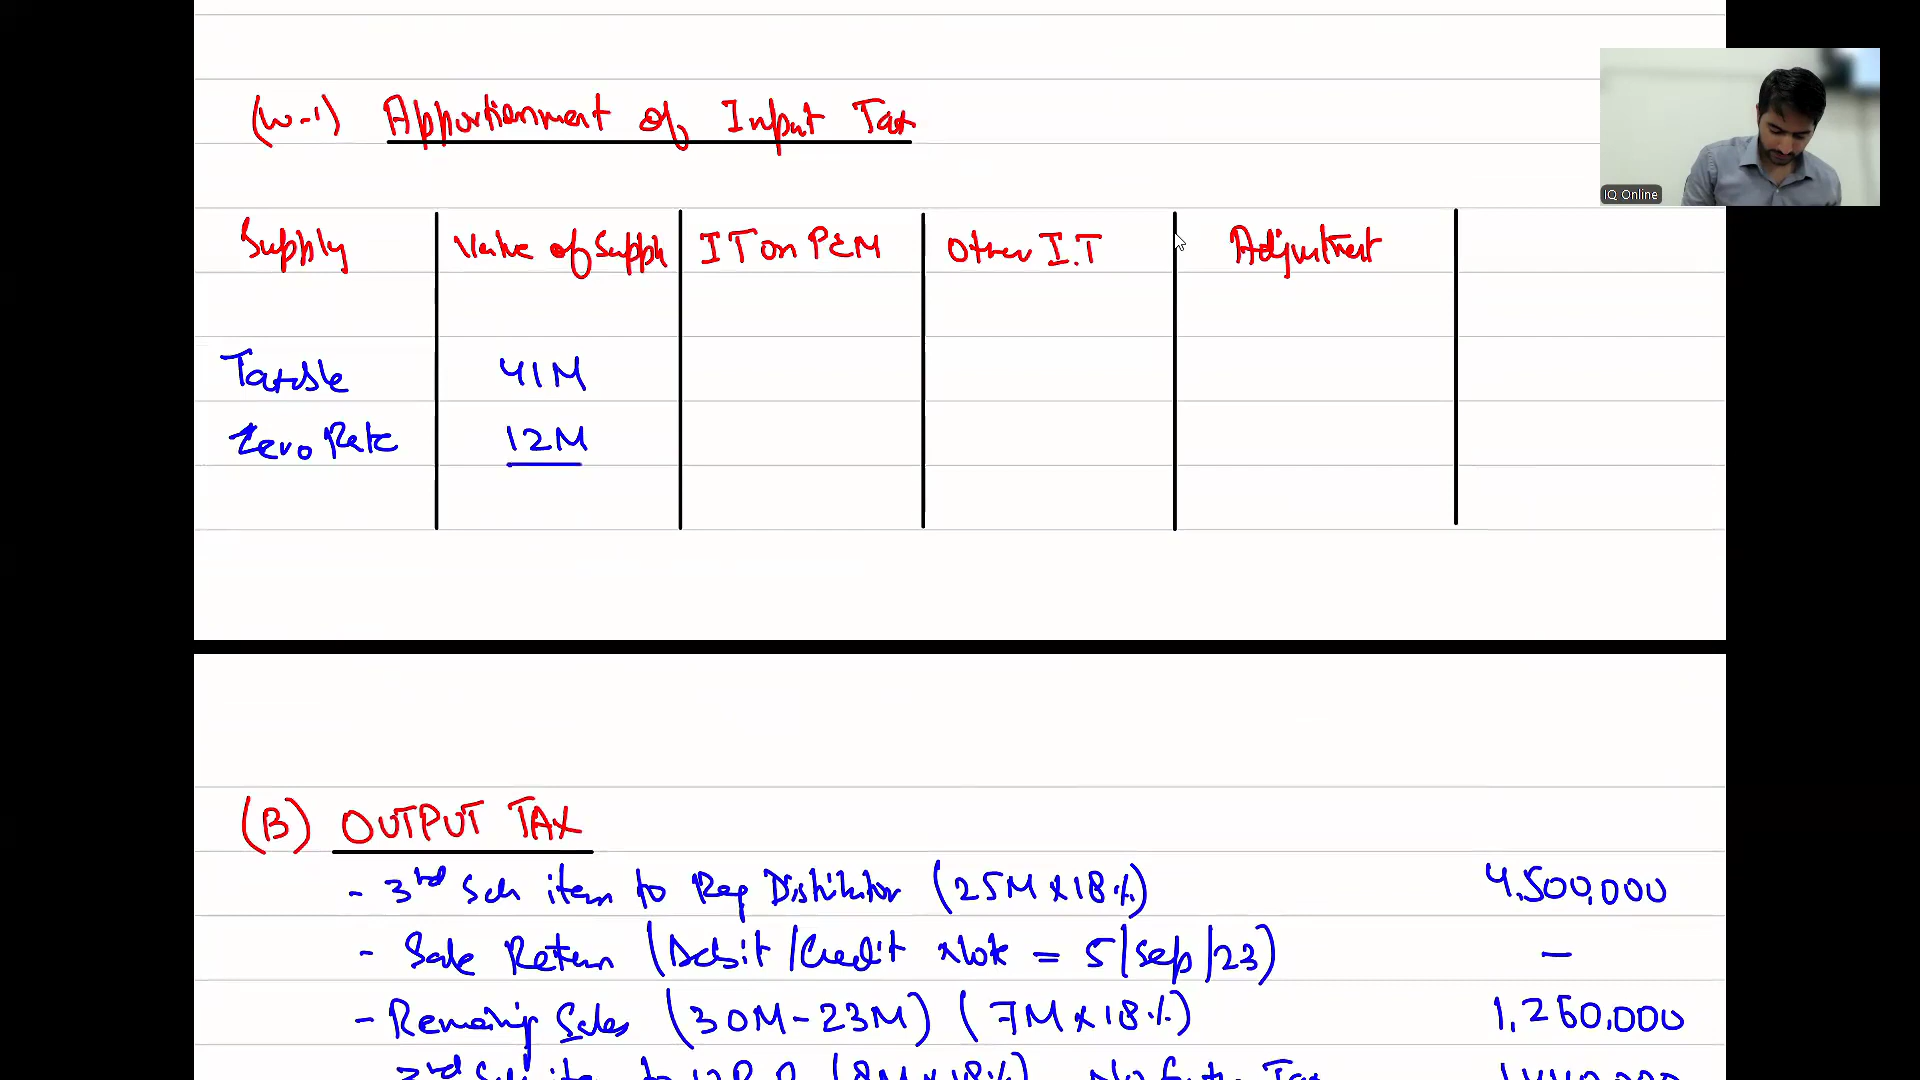 (W-1) Apportionment of Input Tax
IQ Online
Supply Value of Supply IT on P&M Other I.T Adjustment
Taxable 41M
Zero Rate 12M
(B) OUTPUT TAX
- 3rd Sch item to Reg Distributor (25M x 18%) 4,500,000
- Sale Return (Debit/Credit Note = 5/Sep/23) —
- Remaining Sales (30M-23M) (7M x 18%) 1,260,000